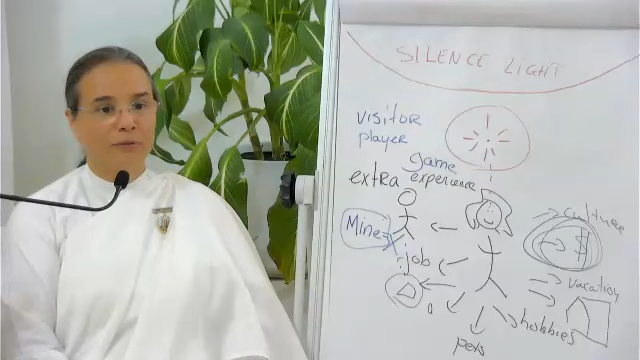 SILENCE LIGHT
visitor
player
game
extra experience
Mine
culture
$
job
vacation
hobbies
pets